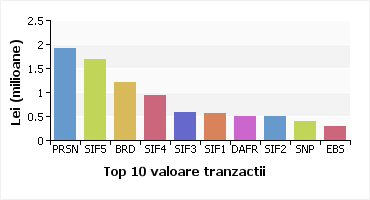 2.5
2
1.5
1
0.5
0
Lei (milioane)
PRSN SIF5 BRD SIF4 SIF3 SIF1 DAFR SIF2 SNP EBS
Top 10 valoare tranzactii